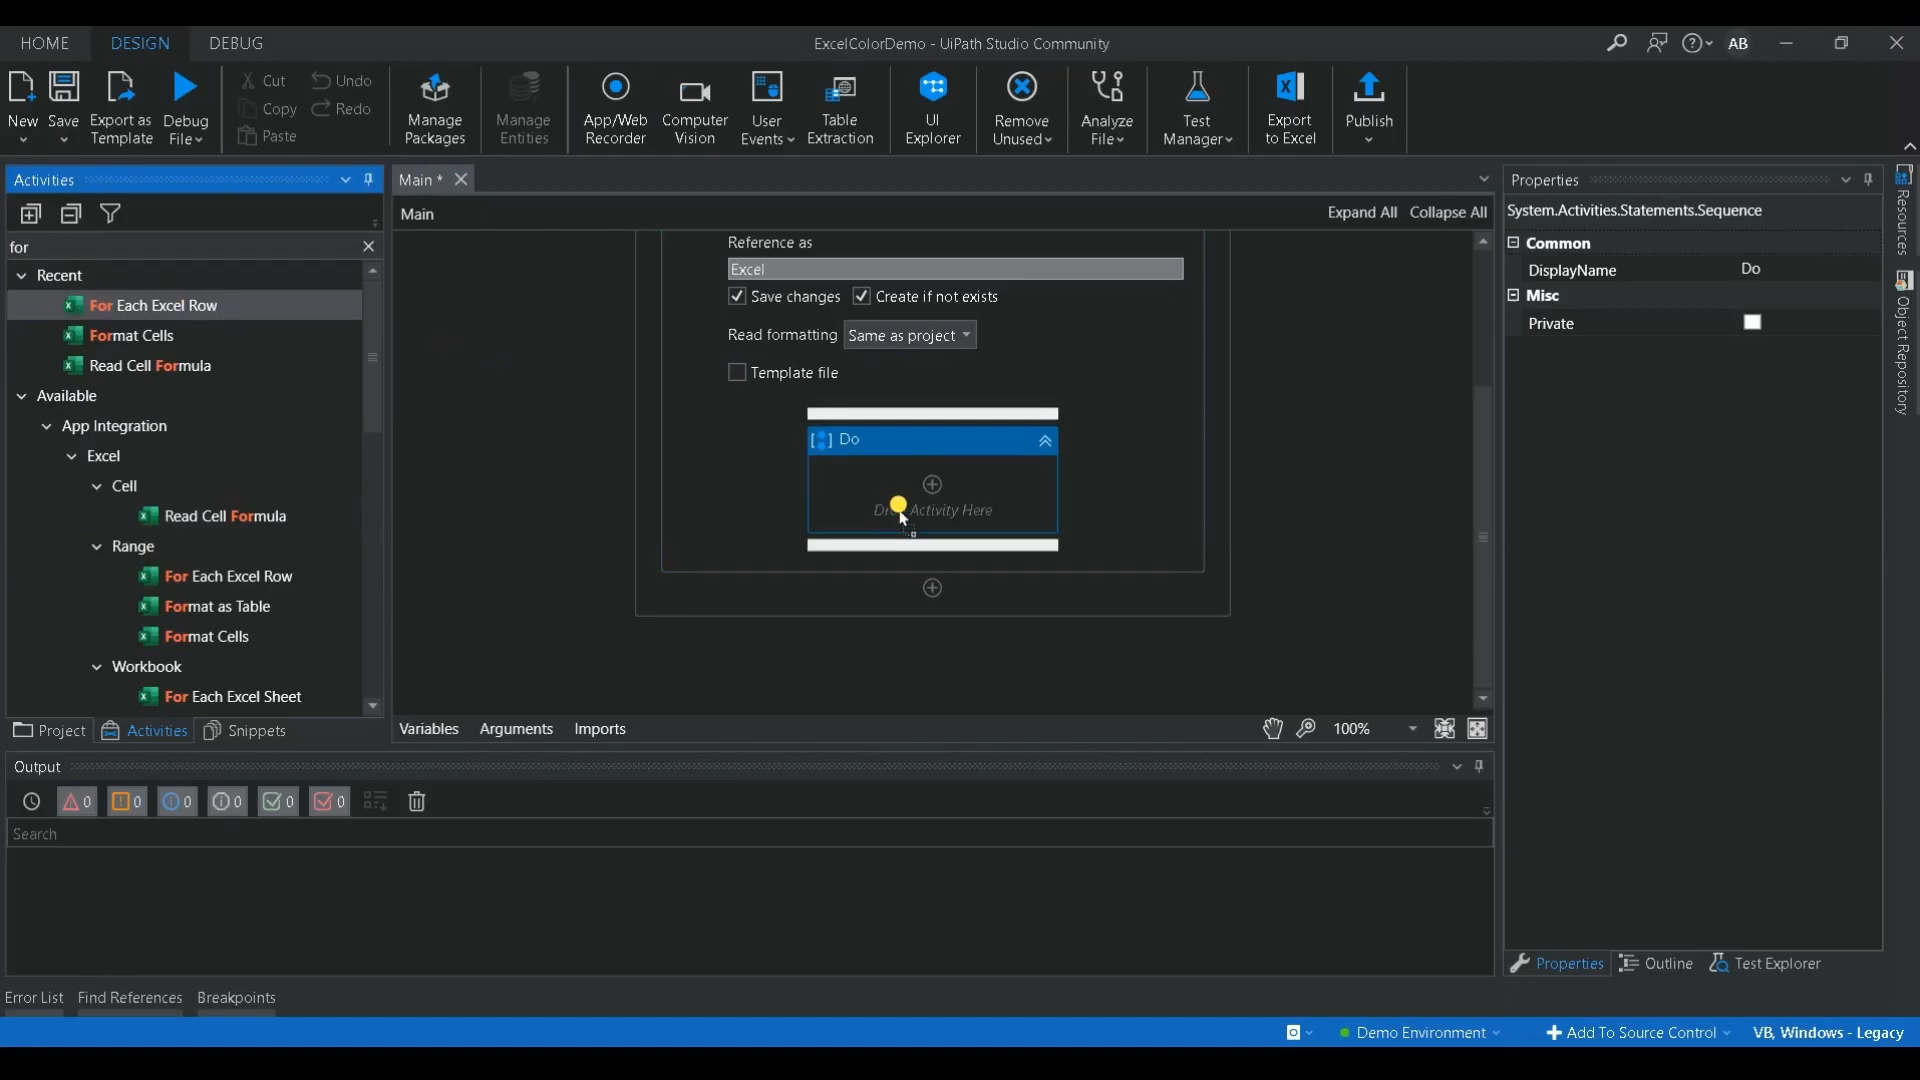 HOME DESIGN DEBUG ExcelColorDemo - UiPath Studio Community AB
New Save Export as Template Debug File Cut Copy Paste Undo Redo Manage Packages Manage Entities App/Web Recorder Computer Vision User Events Table Extraction UI Explorer Remove Unused Analyze File Test Manager Export to Excel Publish
Activities
for
Recent
For Each Excel Row
Format Cells
Read Cell Formula
Available
App Integration
Excel
Cell
Read Cell Formula
Range
For Each Excel Row
Format as Table
Format Cells
Workbook
For Each Excel Sheet
Project Activities Snippets
Main *
Main Expand All Collapse All
Reference as
Excel
Save changes Create if not exists
Read formatting Same as project
Template file
Do
Activity Here
Variables Arguments Imports 100%
Properties
System.Activities.Statements.Sequence
Common
DisplayName Do
Misc
Private
Properties Outline Test Explorer
Resources
Object Repository
Output
0 0 0 0 0 0
Search
Error List Find References Breakpoints
Demo Environment Add To Source Control VB, Windows - Legacy